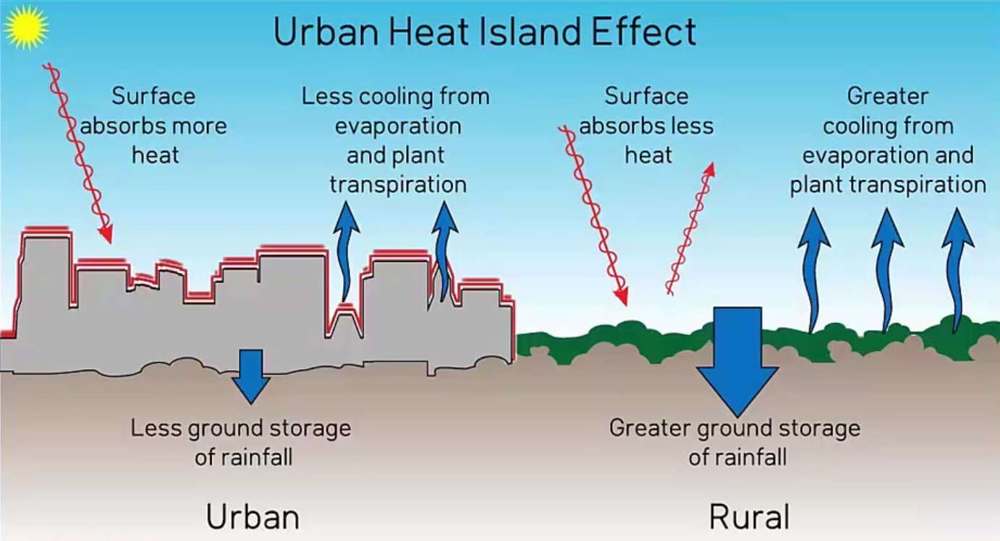 Urban Heat Island Effect
Surface
absorbs more
heat
Less cooling from
evaporation
and plant
transpiration
Surface
absorbs less
heat
Greater
cooling from
evaporation and
plant transpiration
Less ground storage
of rainfall
Greater ground storage
of rainfall
Urban
Rural